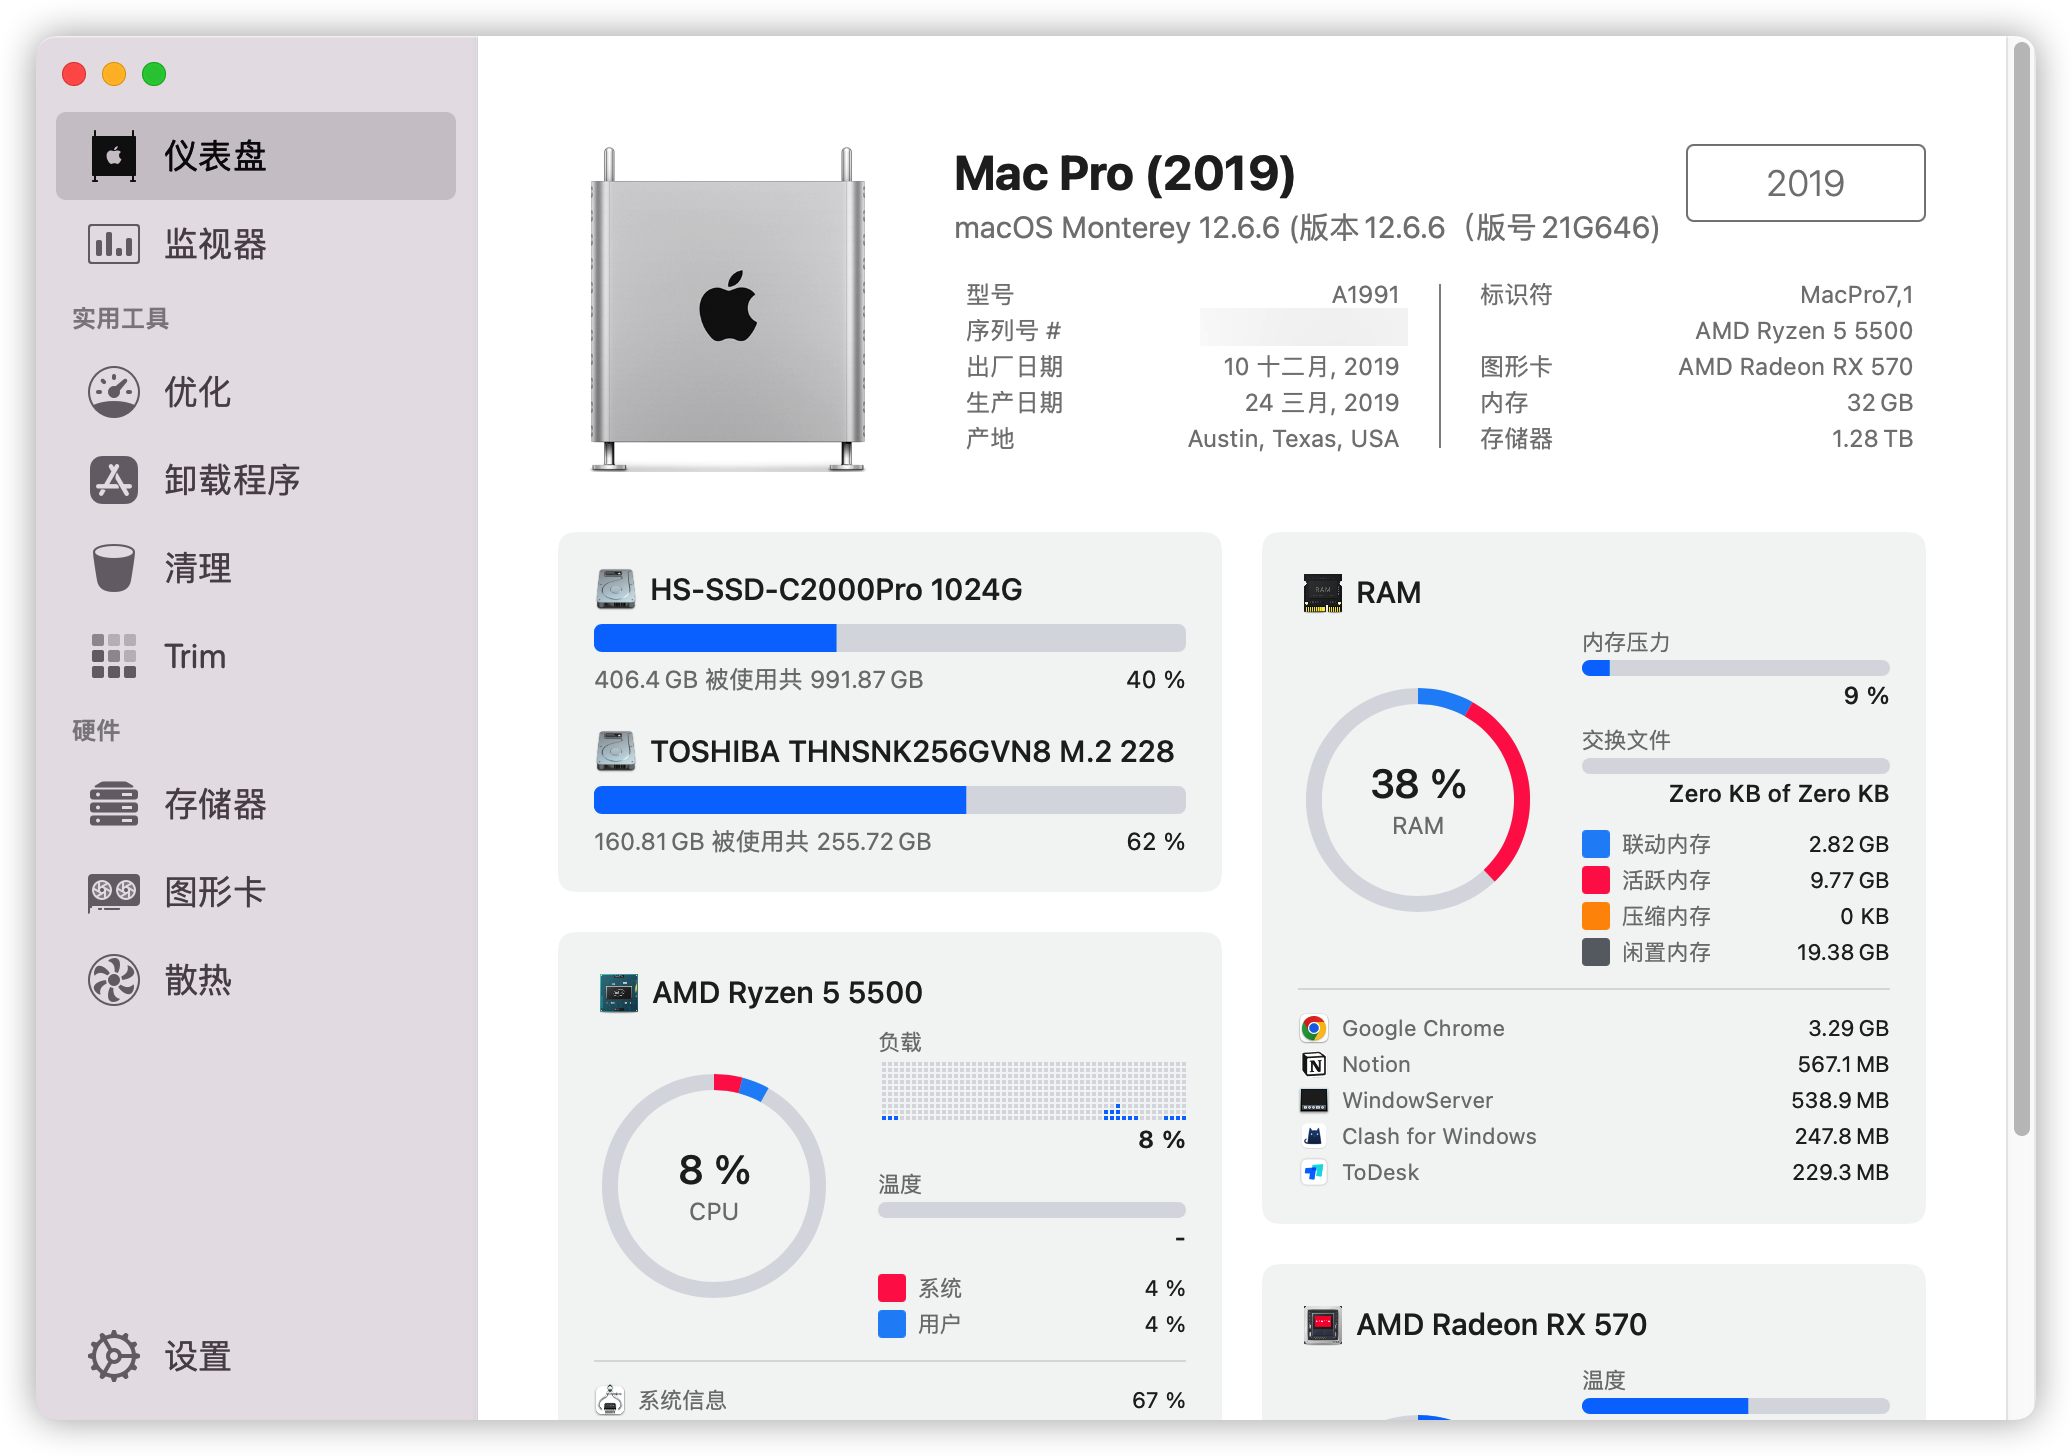 仪表盘
监视器
实用工具
优化
卸载程序
清理
Trim
硬件
存储器
图形卡
散热
设置
Mac Pro (2019)
macOS Monterey 12.6.6 (版本 12.6.6（版号 21G646)
2019
型号 A1991
序列号 #
出厂日期 10 十二月, 2019
生产日期 24 三月, 2019
产地 Austin, Texas, USA
标识符 MacPro7,1
AMD Ryzen 5 5500
图形卡 AMD Radeon RX 570
内存 32 GB
存储器 1.28 TB
HS-SSD-C2000Pro 1024G
406.4 GB 被使用共 991.87 GB 40 %
TOSHIBA THNSNK256GVN8 M.2 228
160.81 GB 被使用共 255.72 GB 62 %
AMD Ryzen 5 5500
负载
8 %
8 %
CPU
温度
-
系统 4 %
用户 4 %
系统信息 67 %
RAM
内存压力
9 %
38 %
RAM
交换文件
Zero KB of Zero KB
联动内存 2.82 GB
活跃内存 9.77 GB
压缩内存 0 KB
闲置内存 19.38 GB
Google Chrome 3.29 GB
Notion 567.1 MB
WindowServer 538.9 MB
Clash for Windows 247.8 MB
ToDesk 229.3 MB
AMD Radeon RX 570
温度